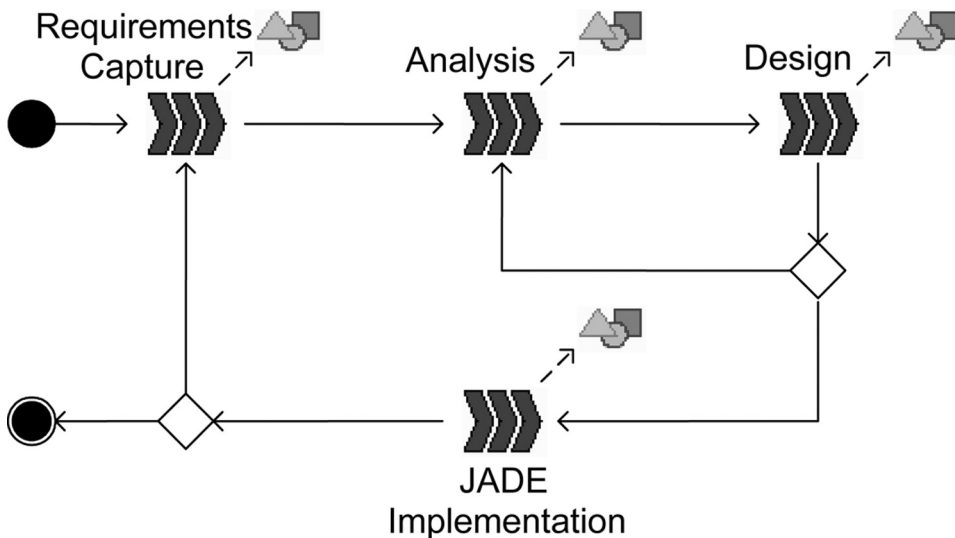 Requirements
Capture
Analysis
Design
JADE
Implementation